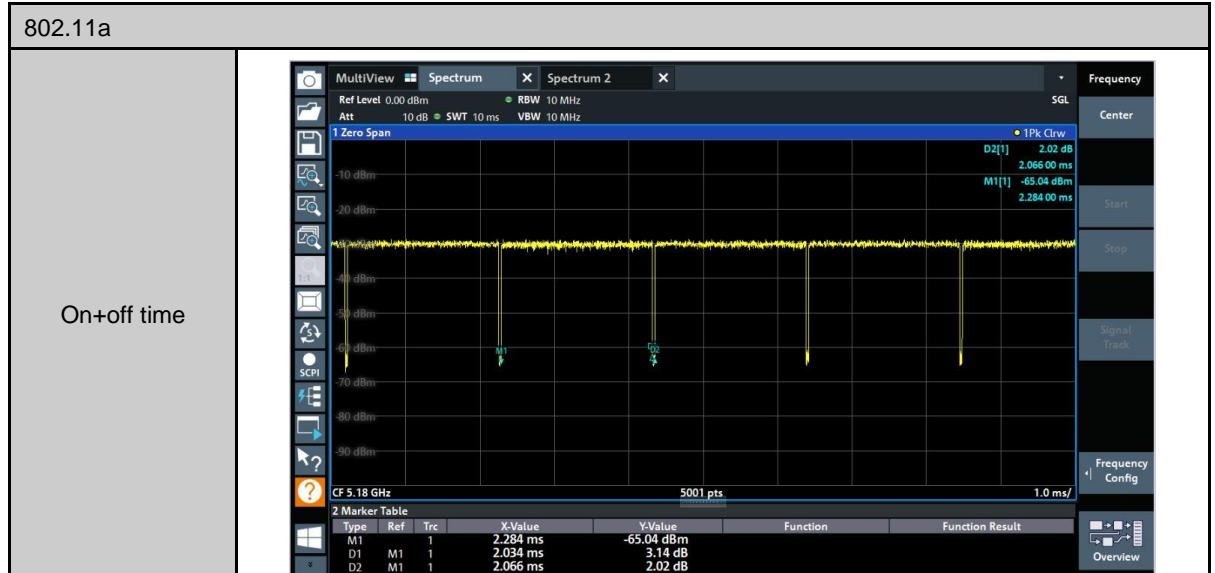 802.11a
On+off time
MultiView Spectrum X Spectrum 2 X
Frequency
Ref Level 0.00 dBm RBW 10 MHz SGL
Att 10 dB SWT 10 ms VBW 10 MHz
Center
1 Zero Span 1Pk Clrw
D2[1] 2.02 dB
2.066 00 ms
M1[1] -65.04 dBm
2.284 00 ms
-10 dBm
-20 dBm
Start
Stop
-40 dBm
1:1
-50 dBm
Signal
Track
-60 dBm
M1
D2
SCPI
-70 dBm
-80 dBm
-90 dBm
Frequency
Config
CF 5.18 GHz 5001 pts 1.0 ms/
2 Marker Table
Type Ref Trc X-Value Y-Value Function Function Result
M1 1 2.284 ms -65.04 dBm
D1 M1 1 2.034 ms 3.14 dB
D2 M1 1 2.066 ms 2.02 dB
Overview